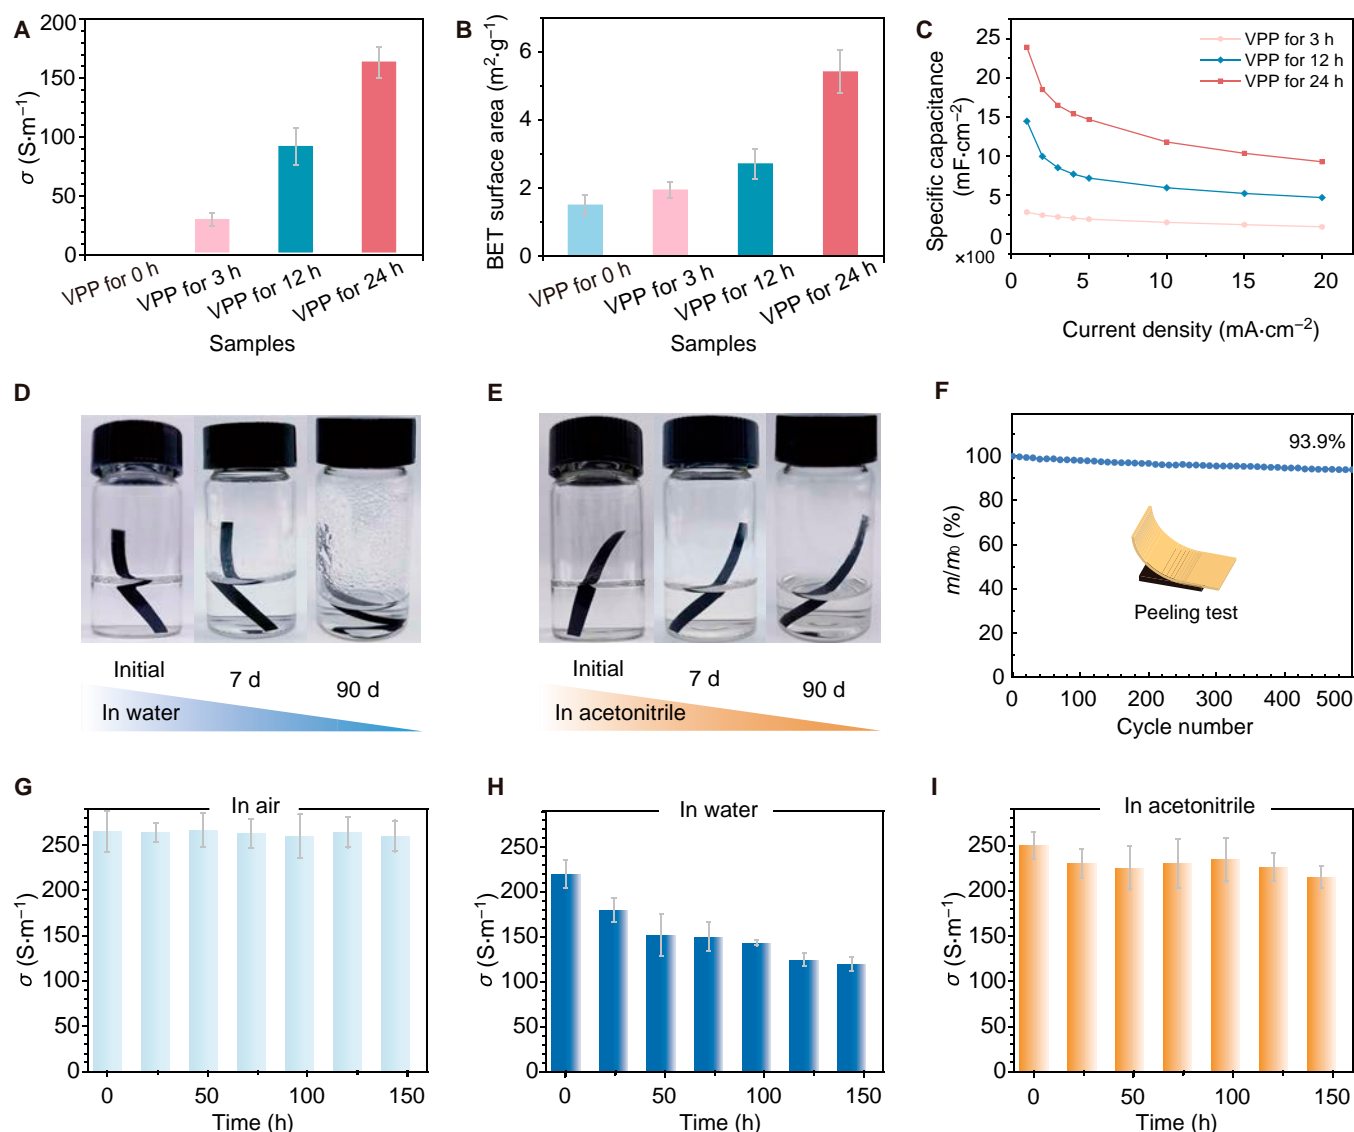 A
200
150
100
50
0
σ (S·m⁻¹)
VPP for 0 h
VPP for 3 h
VPP for 12 h
VPP for 24 h
Samples
B
6
4
2
0
BET surface area (m²·g⁻¹)
VPP for 0 h
VPP for 3 h
VPP for 12 h
VPP for 24 h
Samples
C
VPP for 3 h
VPP for 12 h
VPP for 24 h
25
20
15
10
5
0
×100
Specific capacitance
(mF·cm⁻²)
0 5 10 15 20
Current density (mA·cm⁻²)
D
Initial
7 d
90 d
In water
E
Initial
7 d
90 d
In acetonitrile
F
93.9%
100
80
60
40
20
0
m/m₀ (%)
Peeling test
0 100 200 300 400 500
Cycle number
G
In air
250
200
150
100
50
0
σ (S·m⁻¹)
0 50 100 150
Time (h)
H
In water
250
200
150
100
50
0
σ (S·m⁻¹)
0 50 100 150
Time (h)
I
In acetonitrile
250
200
150
100
50
0
σ (S·m⁻¹)
0 50 100 150
Time (h)